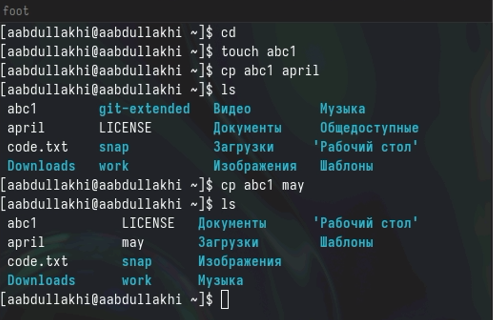 foot
[aabdullakhi@aabdullakhi ~]$ cd
[aabdullakhi@aabdullakhi ~]$ touch abc1
[aabdullakhi@aabdullakhi ~]$ cp abc1 april
[aabdullakhi@aabdullakhi ~]$ ls
abc1 git-extended Видео Музыка
april LICENSE Документы Общедоступные
code.txt snap Загрузки 'Рабочий стол'
Downloads work Изображения Шаблоны
[aabdullakhi@aabdullakhi ~]$ cp abc1 may
[aabdullakhi@aabdullakhi ~]$ ls
abc1 LICENSE Документы 'Рабочий стол'
april may Загрузки Шаблоны
code.txt snap Изображения
Downloads work Музыка
[aabdullakhi@aabdullakhi ~]$